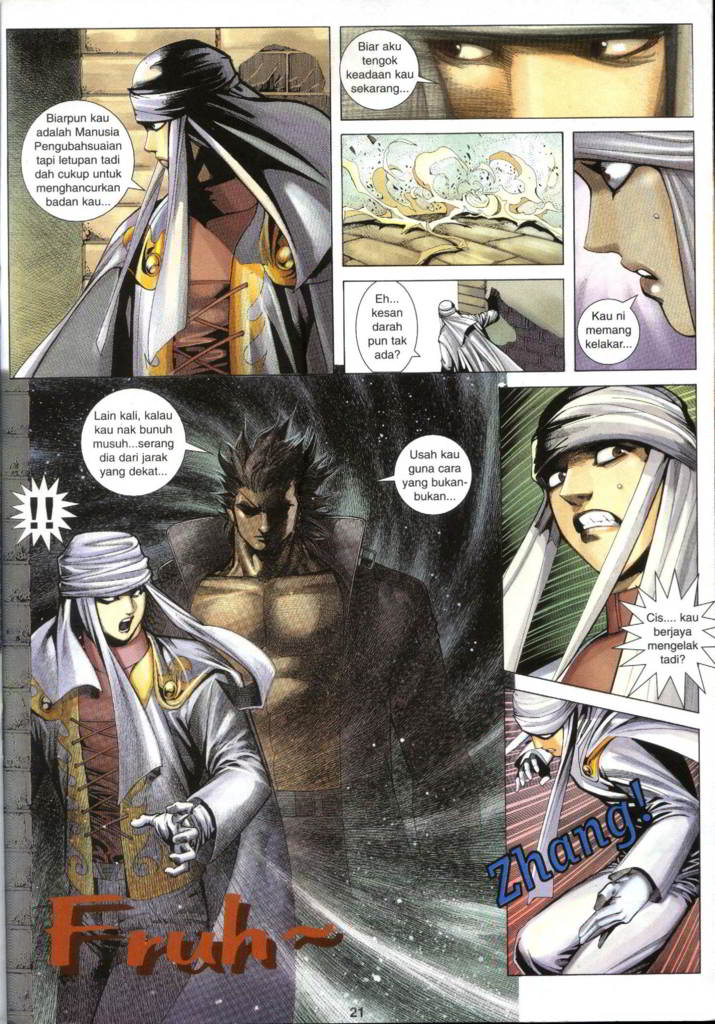 Biarpun kau
adalah Manusia
Pengubahsuaian
tapi letupan tadi
dah cukup untuk
menghancurkan
badan kau...
Biar aku
tengok
keadaan kau
sekarang...
Eh...
kesan
darah
pun tak
ada?
Kau ni
memang
kelakar...
Lain kali, kalau
kau nak bunuh
musuh...serang
dia dari jarak
yang dekat...
Usah kau
guna cara
yang bukan-
bukan...
!!
Fruh~
Cis.... kau
berjaya
mengelak
tadi?
Zhang!
21